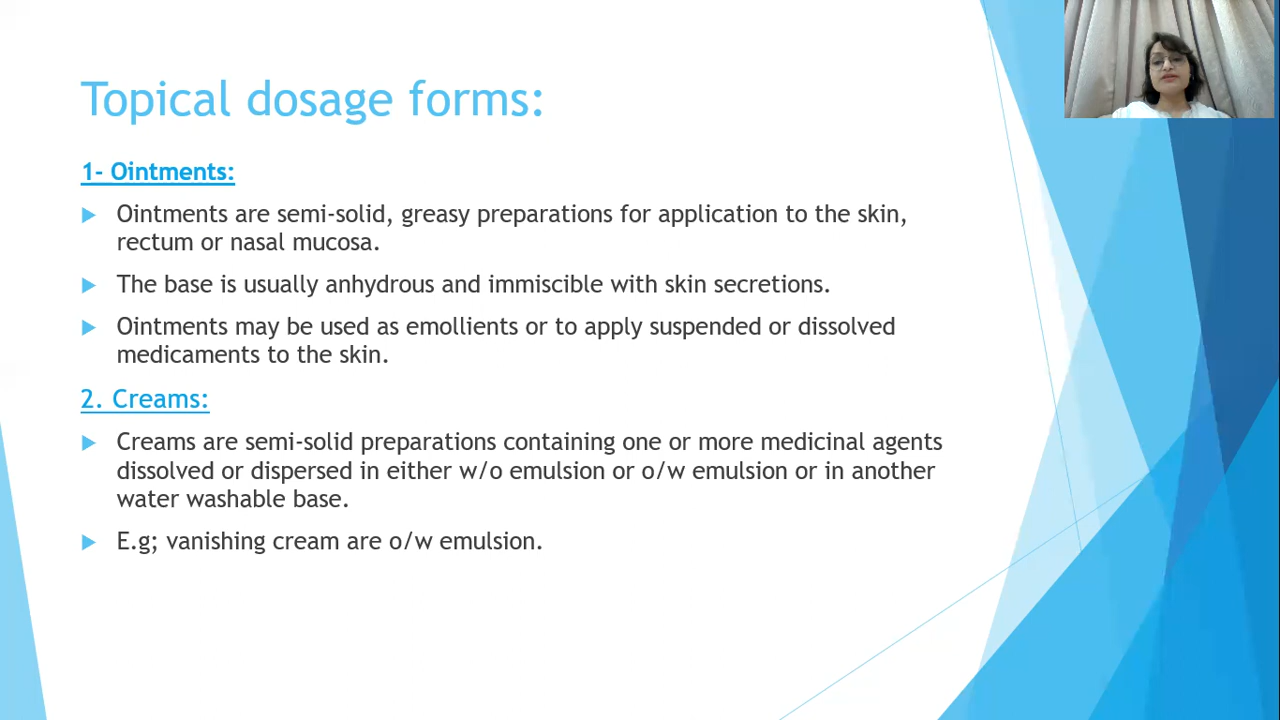 Topical dosage forms:
1- Ointments:
Ointments are semi-solid, greasy preparations for application to the skin,
rectum or nasal mucosa.
The base is usually anhydrous and immiscible with skin secretions.
Ointments may be used as emollients or to apply suspended or dissolved
medicaments to the skin.
2. Creams:
Creams are semi-solid preparations containing one or more medicinal agents
dissolved or dispersed in either w/o emulsion or o/w emulsion or in another
water washable base.
E.g; vanishing cream are o/w emulsion.